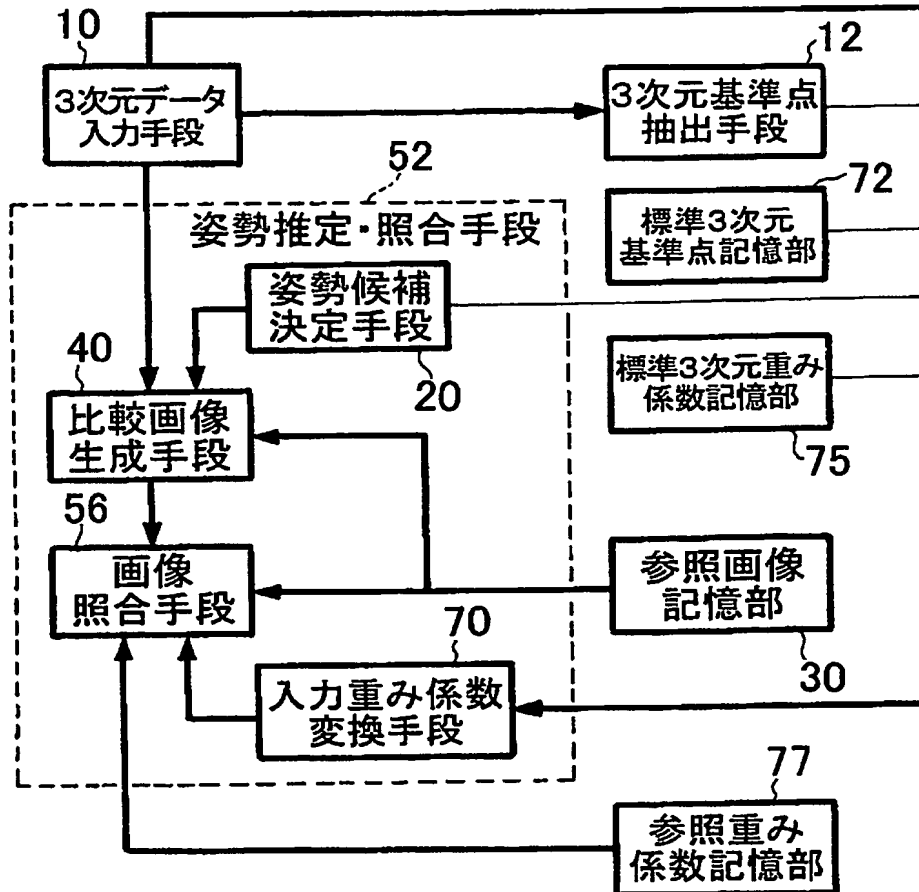 10
3次元データ
入力手段
12
3次元基準点
抽出手段
52
姿勢推定・照合手段
72
標準3次元
基準点記憶部
姿勢候補
決定手段
20
40
比較画像
生成手段
標準3次元重み
係数記憶部
75
56
画像
照合手段
参照画像
記憶部
30
70
入力重み係数
変換手段
77
参照重み
係数記憶部